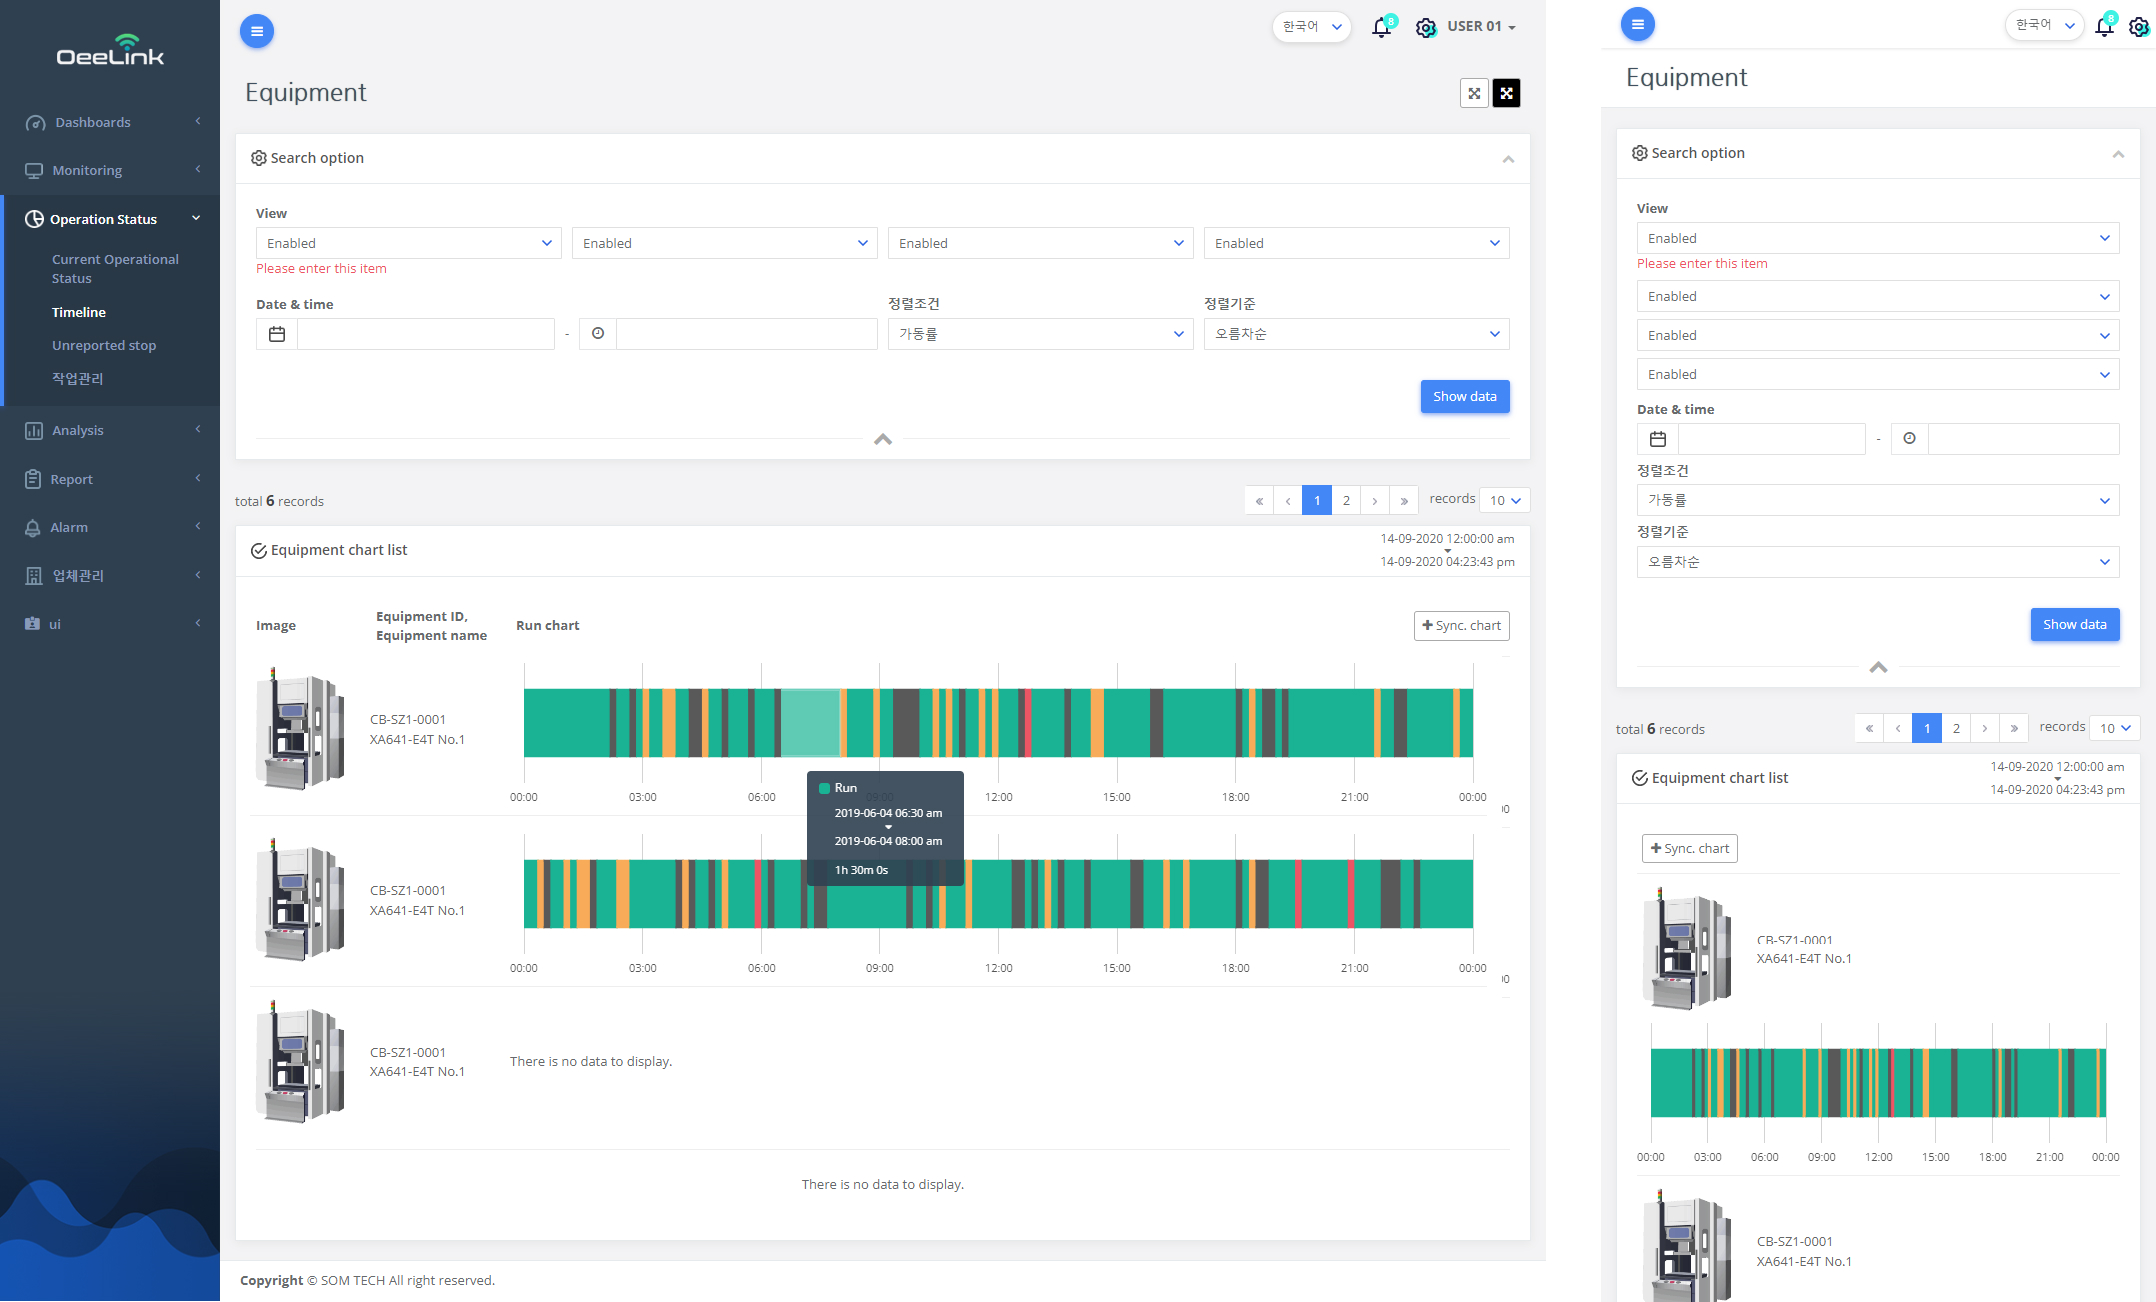 OeeLink
Dashboards
Monitoring
Operation Status
Current Operational
Status
Timeline
Unreported stop
작업관리
Analysis
Report
Alarm
업체관리
ui
한국어
8
USER 01
Equipment
Search option
View
Enabled
Enabled
Enabled
Enabled
Please enter this item
Date & time
정렬조건
정렬기준
-
가동률
오름차순
Show data
total 6 records
« ‹ 1 2 › »
records 10
Equipment chart list
14-09-2020 12:00:00 am
14-09-2020 04:23:43 pm
Image
Equipment ID,
Equipment name
Run chart
Sync. chart
CB-SZ1-0001
XA641-E4T No.1
00:00 03:00 06:00 09:00 12:00 15:00 18:00 21:00 00:00
Run
2019-06-04 06:30 am
2019-06-04 08:00 am
1h 30m 0s
CB-SZ1-0001
XA641-E4T No.1
00:00 03:00 06:00 09:00 12:00 15:00 18:00 21:00 00:00
CB-SZ1-0001
XA641-E4T No.1
There is no data to display.
There is no data to display.
Copyright © SOM TECH All right reserved.
한국어
8
Equipment
Search option
View
Enabled
Please enter this item
Enabled
Enabled
Enabled
Date & time
-
정렬조건
가동률
정렬기준
오름차순
Show data
total 6 records
« ‹ 1 2 › »
records 10
Equipment chart list
14-09-2020 12:00:00 am
14-09-2020 04:23:43 pm
Sync. chart
CB-SZ1-0001
XA641-E4T No.1
00:00 03:00 06:00 09:00 12:00 15:00 18:00 21:00 00:00
CB-SZ1-0001
XA641-E4T No.1